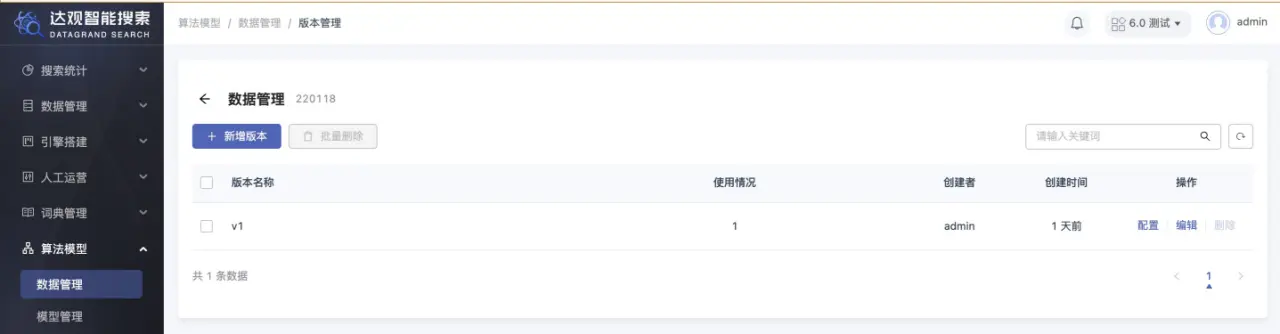 达观智能搜索
DATAGRAND SEARCH
算法模型 / 数据管理 / 版本管理
6.0 测试
admin
搜索统计
数据管理
引擎搭建
人工运营
词典管理
算法模型
数据管理
模型管理
数据管理 220118
+ 新增版本 批量删除
请输入关键词
版本名称 使用情况 创建者 创建时间 操作
v1 1 admin 1 天前 配置 编辑 删除
共 1 条数据
< 1 >